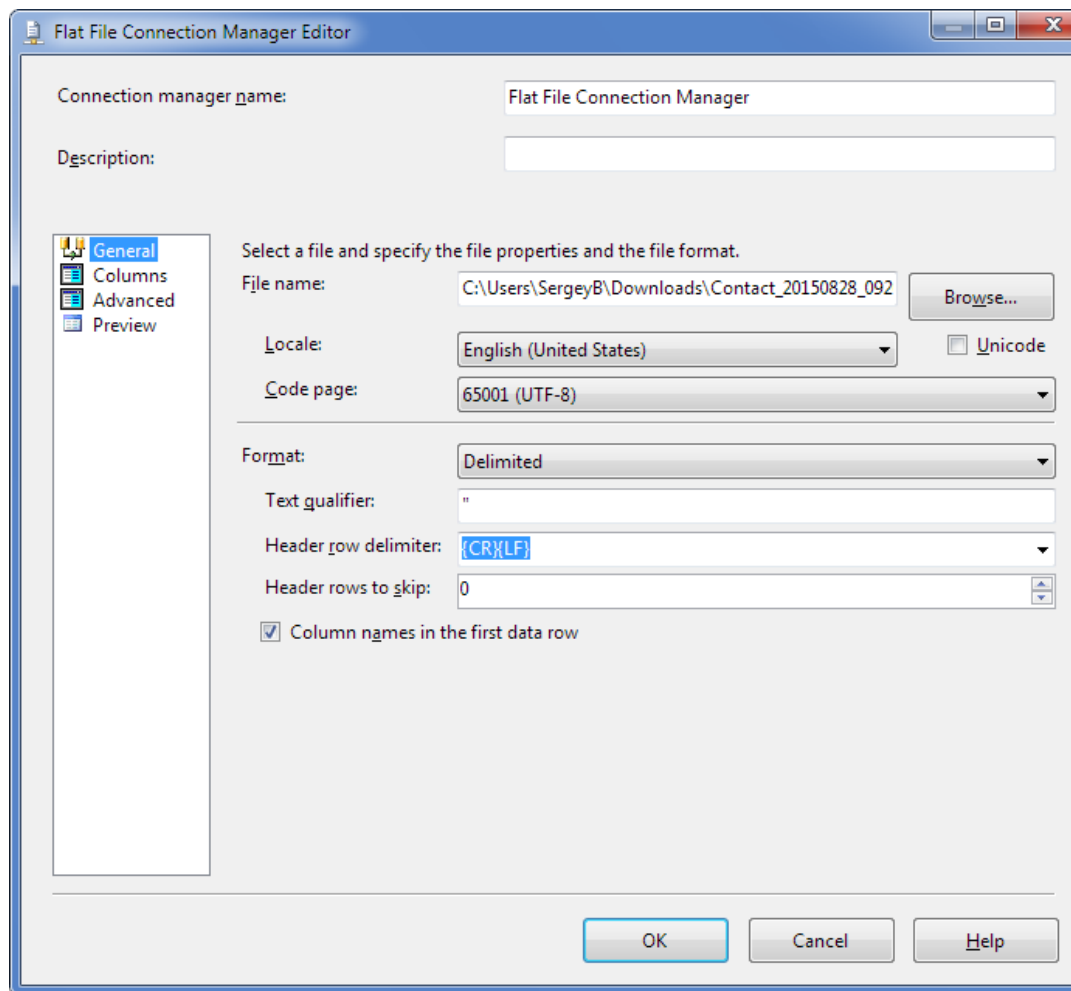 Flat File Connection Manager Editor
Connection manager name: Flat File Connection Manager
Description:
General
Columns
Advanced
Preview
Select a file and specify the file properties and the file format.
File name: C:\Users\SergeyB\Downloads\Contact_20150828_092 Browse...
Locale: English (United States) Unicode
Code page: 65001 (UTF-8)
Format: Delimited
Text qualifier: "
Header row delimiter: {CR}{LF}
Header rows to skip: 0
Column names in the first data row
OK Cancel Help